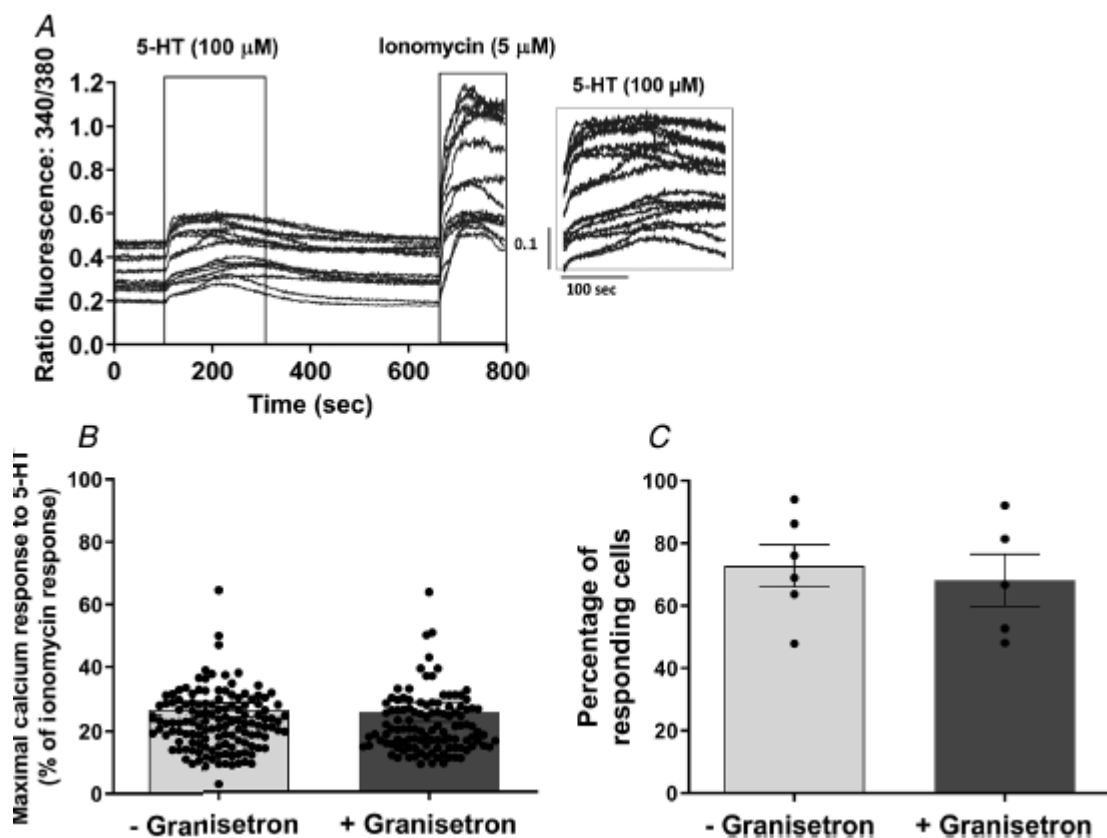 A
5-HT (100 μM)
Ionomycin (5 μM)
5-HT (100 μM)
Ratio fluorescence: 340/380
1.2
1.0
0.8
0.6
0.4
0.2
0.0
0.1
100 sec
0
200
400
600
800
Time (sec)
B
Maximal calcium response to 5-HT
(% of ionomycin response)
100
80
60
40
20
0
- Granisetron
+ Granisetron
C
Percentage of
responding cells
100
80
60
40
20
0
- Granisetron
+ Granisetron